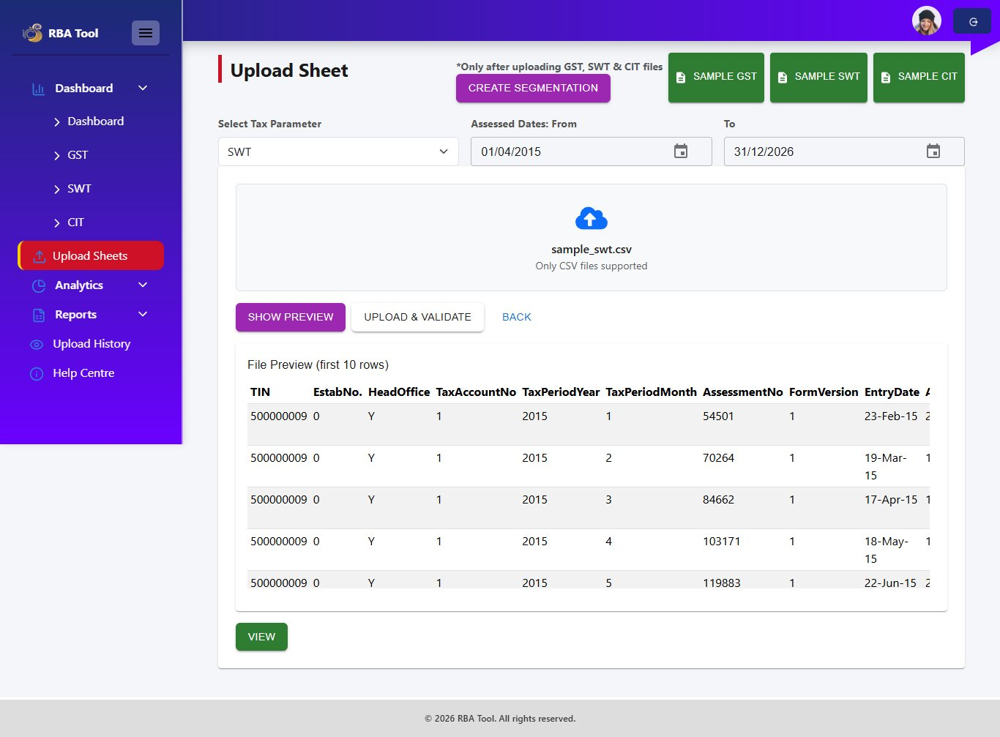 RBA Tool
Dashboard
Dashboard
GST
SWT
CIT
Upload Sheets
Analytics
Reports
Upload History
Help Centre
Upload Sheet
*Only after uploading GST, SWT & CIT files
CREATE SEGMENTATION
SAMPLE GST
SAMPLE SWT
SAMPLE CIT
Select Tax Parameter
Assessed Dates: From
To
SWT
01/04/2015
31/12/2026
sample_swt.csv
Only CSV files supported
SHOW PREVIEW
UPLOAD & VALIDATE
BACK
File Preview (first 10 rows)
TIN EstabNo. HeadOffice TaxAccountNo TaxPeriodYear TaxPeriodMonth AssessmentNo FormVersion EntryDate
500000009 0 Y 1 2015 1 54501 1 23-Feb-15 2
500000009 0 Y 1 2015 2 70264 1 19-Mar-15 1
500000009 0 Y 1 2015 3 84662 1 17-Apr-15 1
500000009 0 Y 1 2015 4 103171 1 18-May-15 1
500000009 0 Y 1 2015 5 119883 1 22-Jun-15 2
VIEW
© 2026 RBA Tool. All rights reserved.